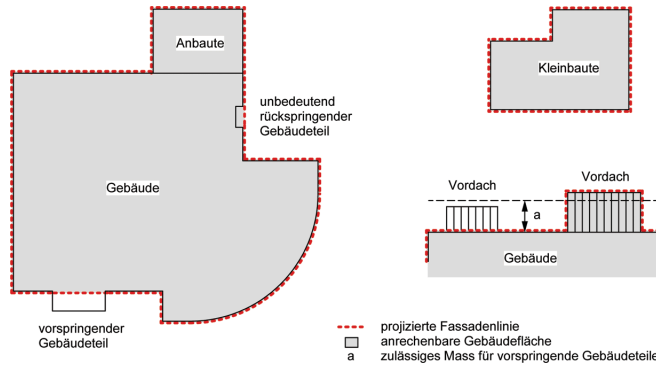 Anbaute
Kleinbaute
unbedeutend
rückspringender
Gebäudeteil
Gebäude
Vordach
Vordach
a
Gebäude
vorspringender
Gebäudeteil
projizierte Fassadenlinie
anrechenbare Gebäudefläche
a zulässiges Mass für vorspringende Gebäudeteile